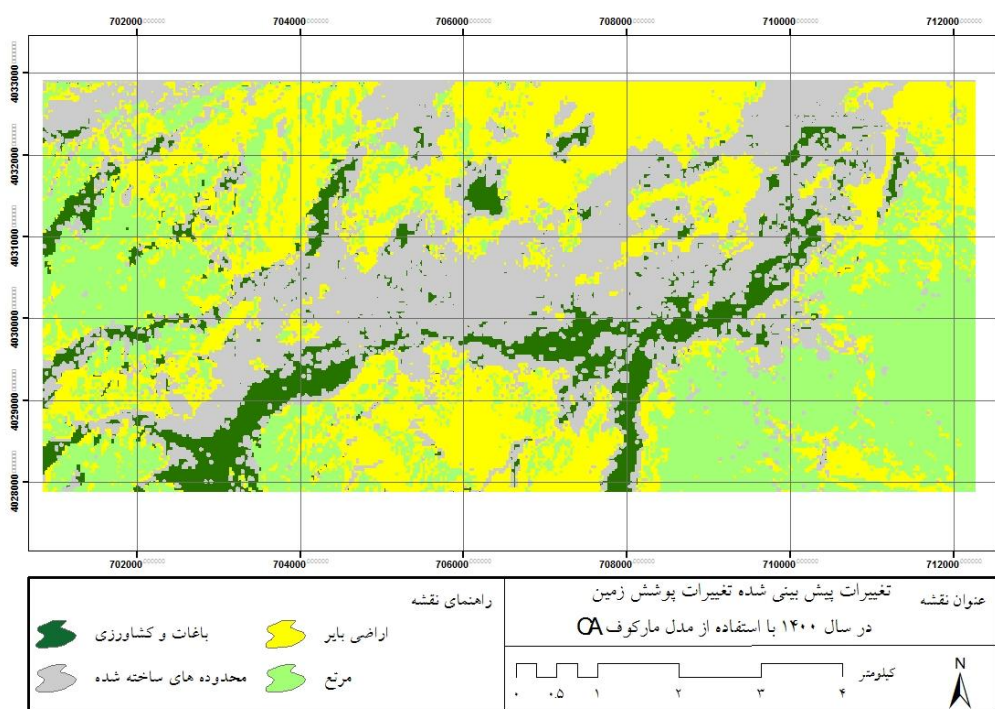 702000 704000 706000 708000 710000 712000
4033000
4032000
4031000
4030000
4029000
4028000
702000 704000 706000 708000 710000 712000
عنوان نقشه
تغییرات پیش بینی شده تغییرات پوشش زمین
در سال ۱۴۰۰ با استفاده از مدل مارکوف CA
کیلومتر
۰ ۰.۵ ۱ ۲ ۳ ۴
N
راهنمای نقشه
اراضی بایر
باغات و کشاورزی
مرتع
محدوده های ساخته شده